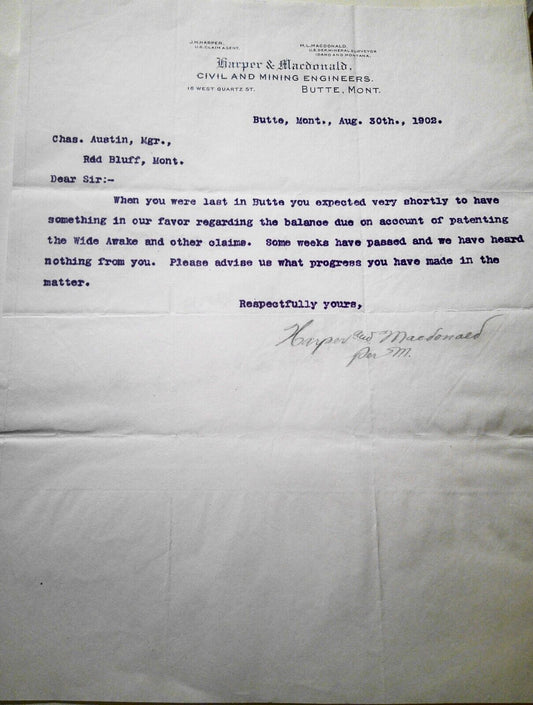 J.H.HARPER, M.L.MACDONALD,
U.S.CLAIM AGENT. U.S.DEP.MINERAL SURVEYOR
IDAHO AND MONTANA.
Harper & Macdonald,
CIVIL AND MINING ENGINEERS.
16 WEST QUARTZ ST. BUTTE, MONT.
Butte, Mont., Aug. 30th., 1902.
Chas. Austin, Mgr.,
Red Bluff, Mont.
Dear Sir:-
When you were last in Butte you expected very shortly to have
something in our favor regarding the balance due on account of patenting
the Wide Awake and other claims. Some weeks have passed and we have heard
nothing from you. Please advise us what progress you have made in the
matter.
Respectfully yours,
Harper and Macdonald
Per M.